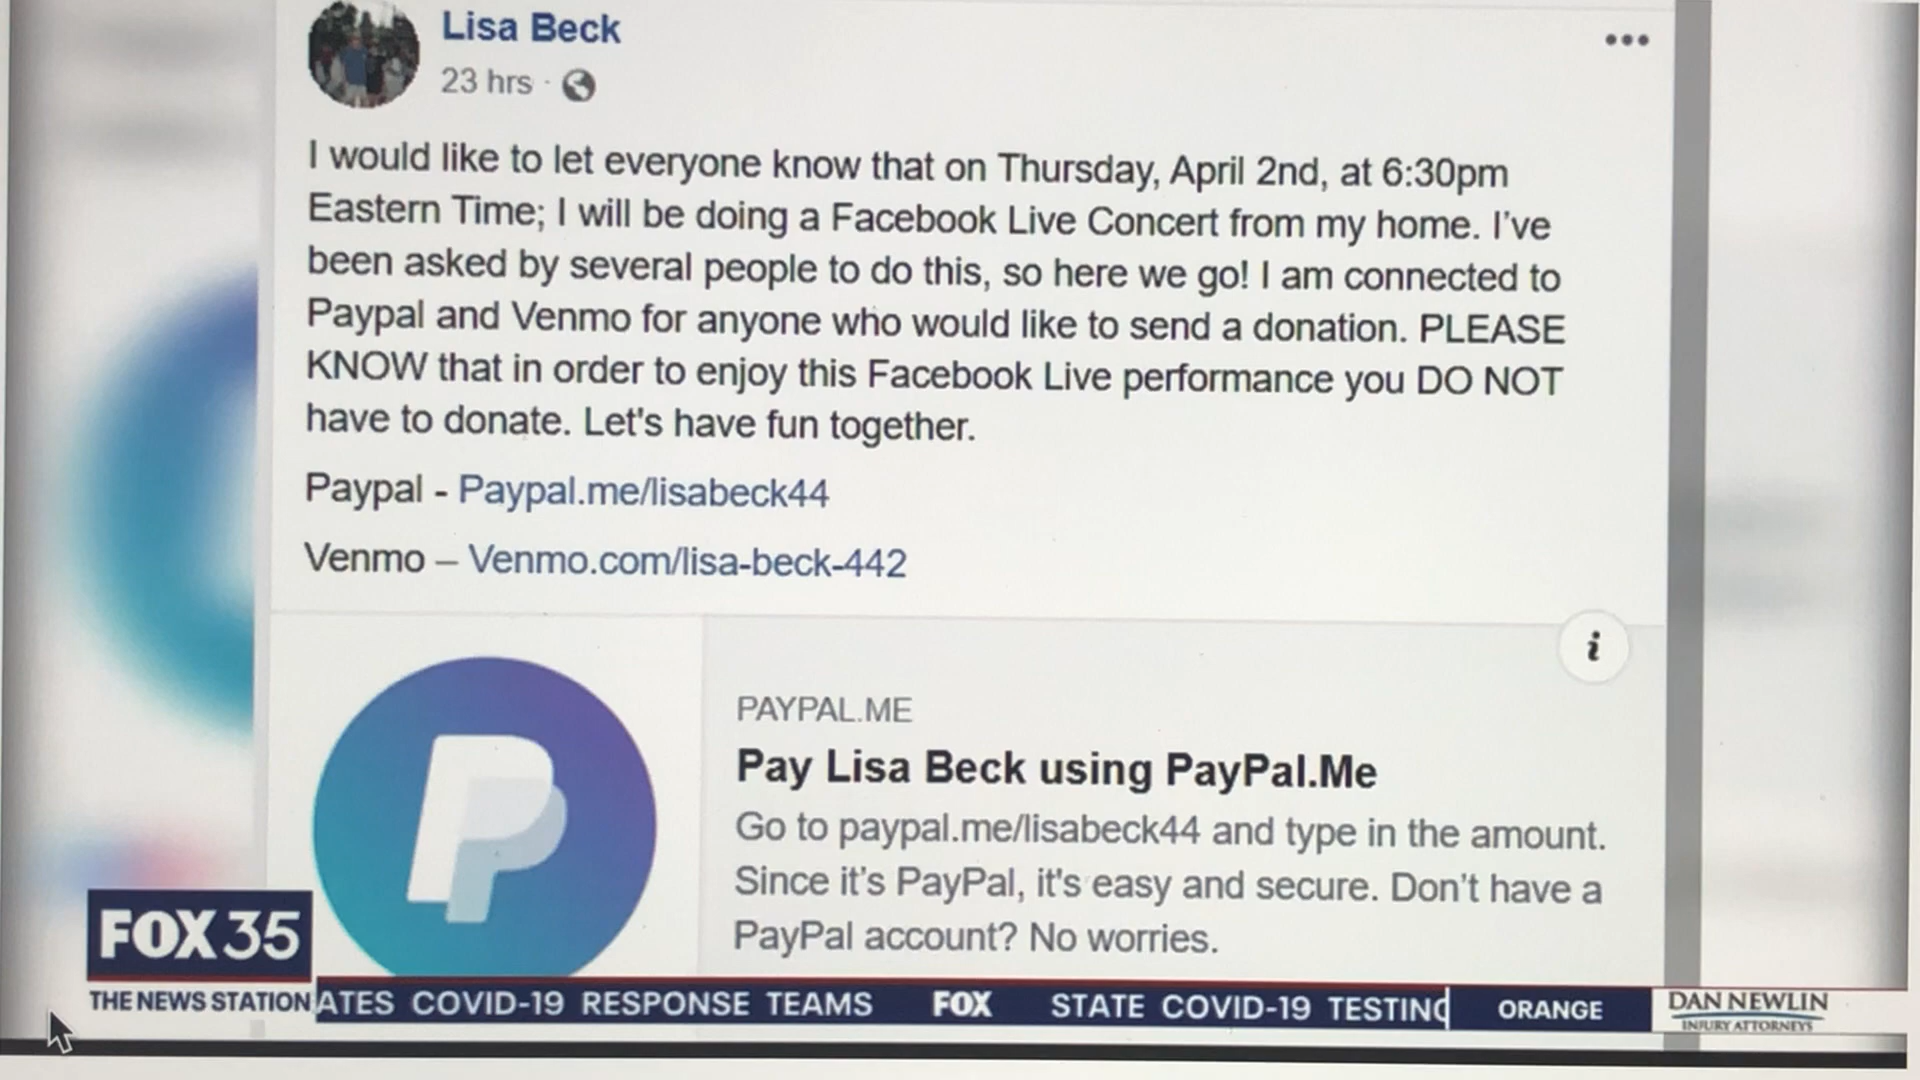 Lisa Beck
23 hrs ·
I would like to let everyone know that on Thursday, April 2nd, at 6:30pm
Eastern Time; I will be doing a Facebook Live Concert from my home. I've
been asked by several people to do this, so here we go! I am connected to
Paypal and Venmo for anyone who would like to send a donation. PLEASE
KNOW that in order to enjoy this Facebook Live performance you DO NOT
have to donate. Let's have fun together.
Paypal - Paypal.me/lisabeck44
Venmo – Venmo.com/lisa-beck-442
i
PAYPAL.ME
Pay Lisa Beck using PayPal.Me
Go to paypal.me/lisabeck44 and type in the amount.
Since it's PayPal, it's easy and secure. Don't have a
PayPal account? No worries.
FOX 35
THE NEWS STATION
ATES COVID-19 RESPONSE TEAMS FOX STATE COVID-19 TESTING
ORANGE
DAN NEWLIN
INJURY ATTORNEYS